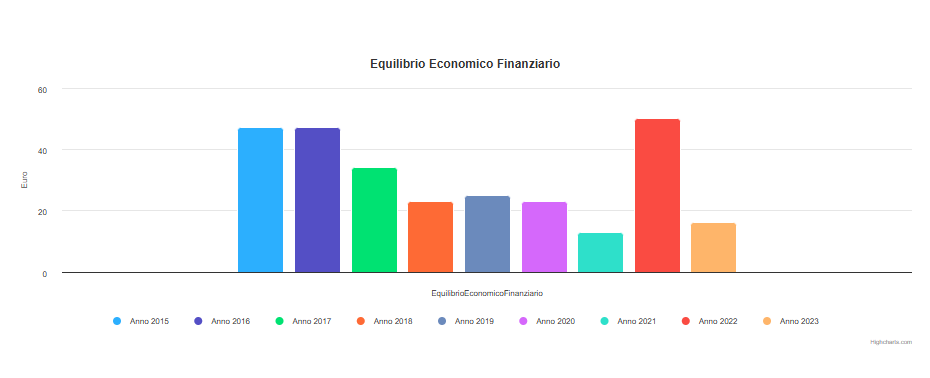 Equilibrio Economico Finanziario
60
40
20
0
Euro
EquilibrioEconomicoFinanziario
Anno 2015 Anno 2016 Anno 2017 Anno 2018 Anno 2019 Anno 2020 Anno 2021 Anno 2022 Anno 2023
Highcharts.com